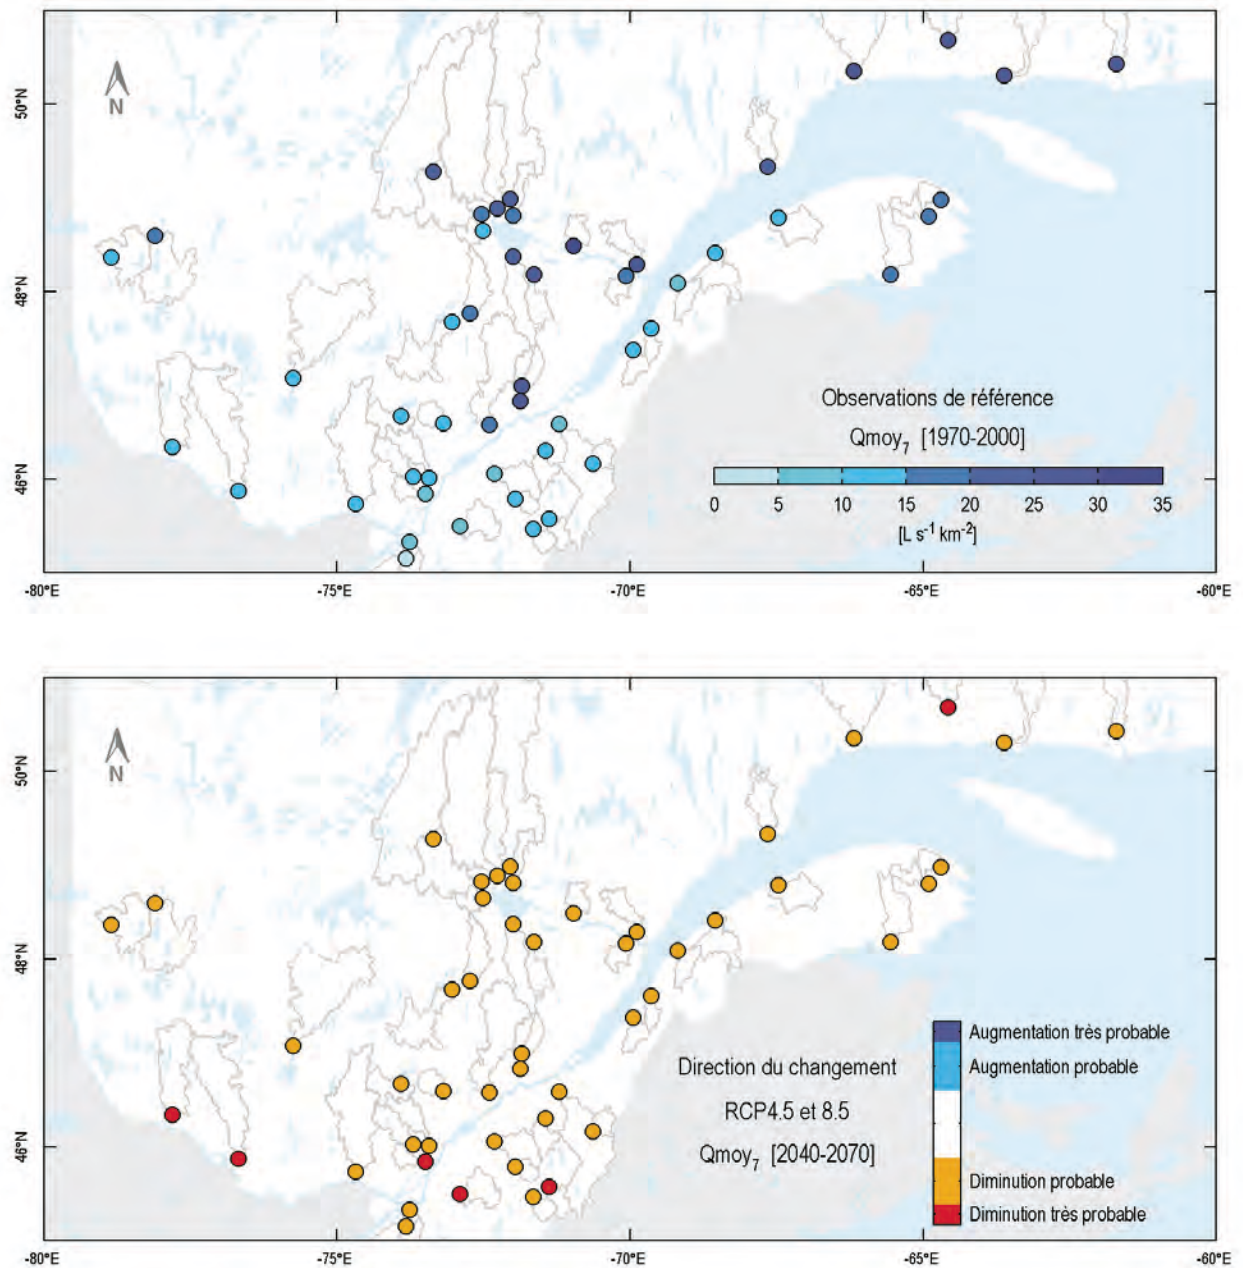 50°N
N
48°N
46°N
Observations de référence
Qmoy7 [1970-2000]
0 5 10 15 20 25 30 35
[L s-1 km-2]
-80°E -75°E -70°E -65°E -60°E
50°N
N
48°N
46°N
Direction du changement
RCP4.5 et 8.5
Qmoy7 [2040-2070]
Augmentation très probable
Augmentation probable
Diminution probable
Diminution très probable
-80°E -75°E -70°E -65°E -60°E